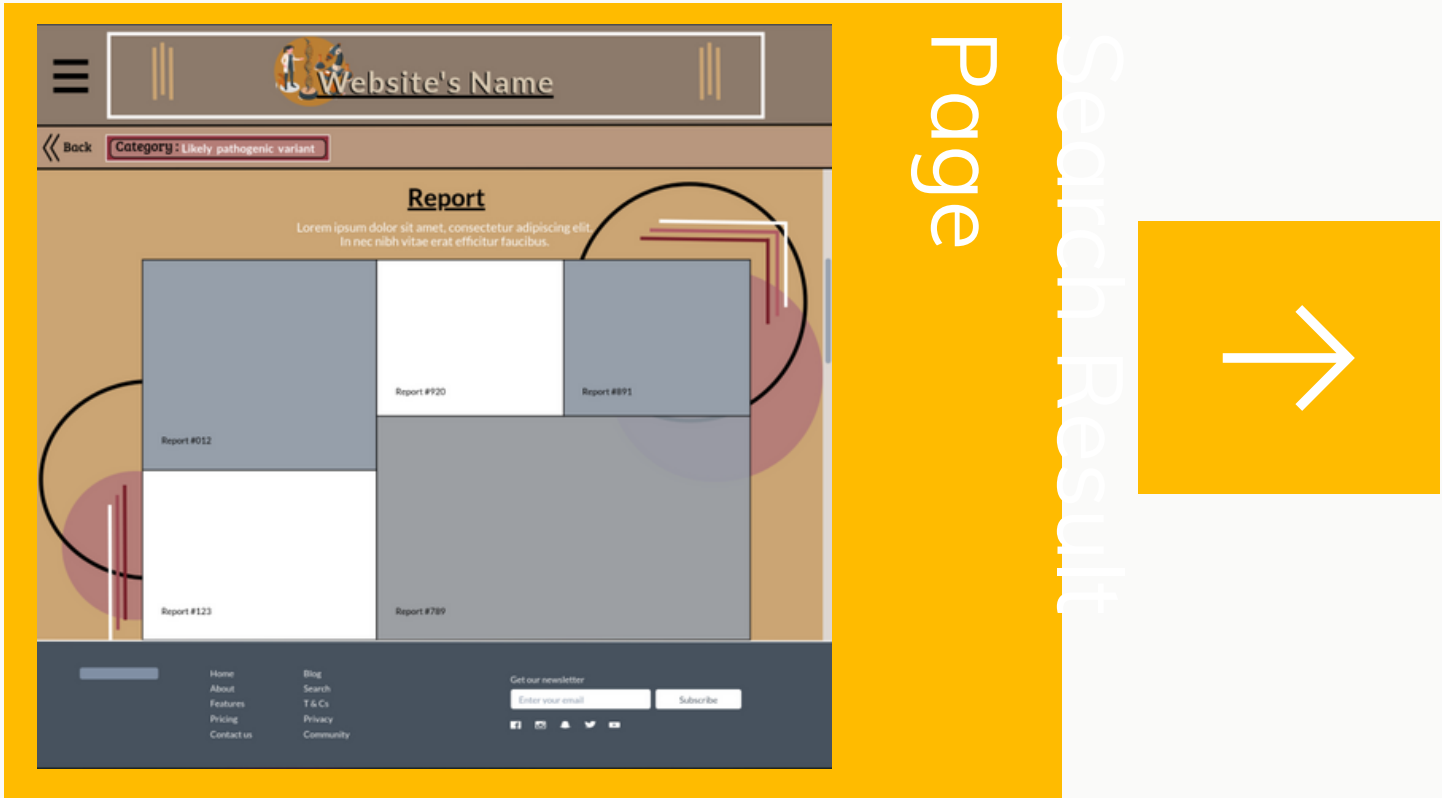 Website's Name
Back
Category : Likely pathogenic variant
Report
Lorem ipsum dolor sit amet, consectetur adipiscing elit.
In nec nibh vitae erat efficitur faucibus.
Report #920
Report #891
Report #012
Report #123
Report #789
Home
About
Features
Pricing
Contact us
Blog
Search
T & Cs
Privacy
Community
Get our newsletter
Enter your email
Subscribe
Search Result
Page